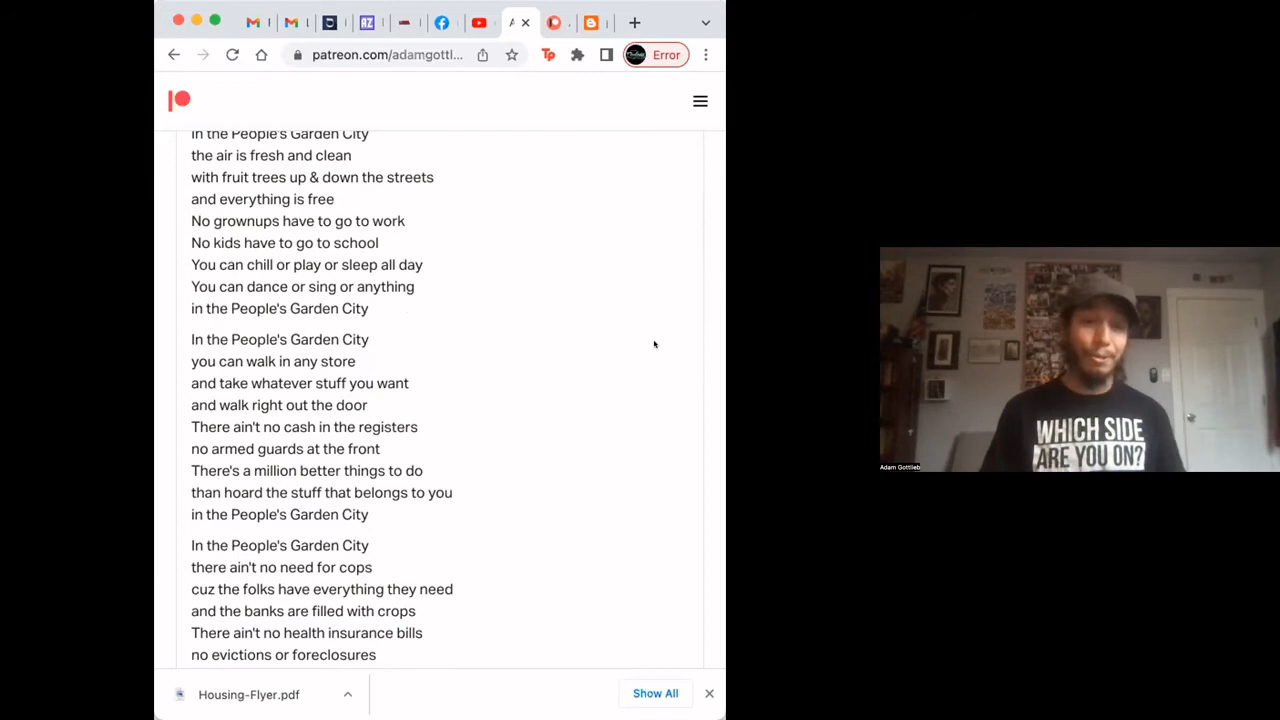 patreon.com/adamgottl...
Error
In the People's Garden City
the air is fresh and clean
with fruit trees up & down the streets
and everything is free
No grownups have to go to work
No kids have to go to school
You can chill or play or sleep all day
You can dance or sing or anything
in the People's Garden City
In the People's Garden City
you can walk in any store
and take whatever stuff you want
and walk right out the door
There ain't no cash in the registers
no armed guards at the front
There's a million better things to do
than hoard the stuff that belongs to you
in the People's Garden City
In the People's Garden City
there ain't no need for cops
cuz the folks have everything they need
and the banks are filled with crops
There ain't no health insurance bills
no evictions or foreclosures
Housing-Flyer.pdf
Show All
WHICH SIDE
ARE YOU ON?
Adam Gottlieb